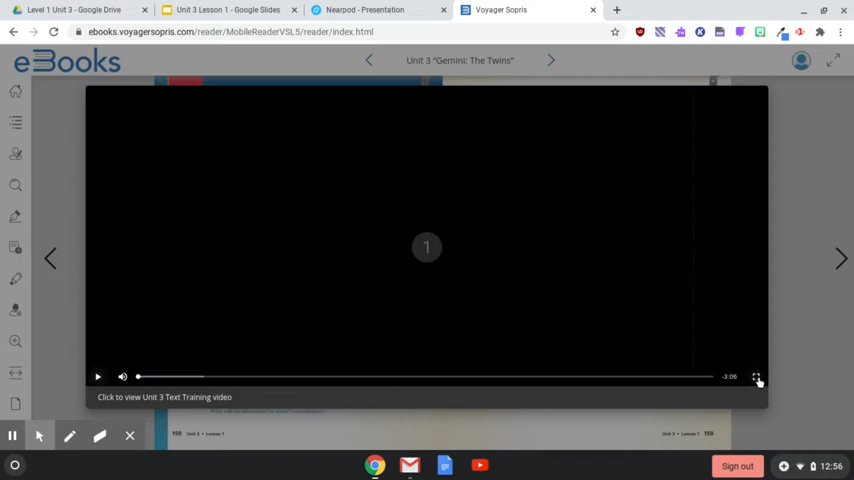 Level 1 Unit 3 - Google Drive
Unit 3 Lesson 1 - Google Slides
Nearpod - Presentation
Voyager Sopris
ebooks.voyagersopris.com/reader/MobileReaderVSL5/reader/index.html
eBooks
Unit 3 "Gemini: The Twins"
1
-3:06
Click to view Unit 3 Text Training video
158 Unit 3 • Lesson 1
Unit 3 • Lesson 1 159
Sign out
12:56